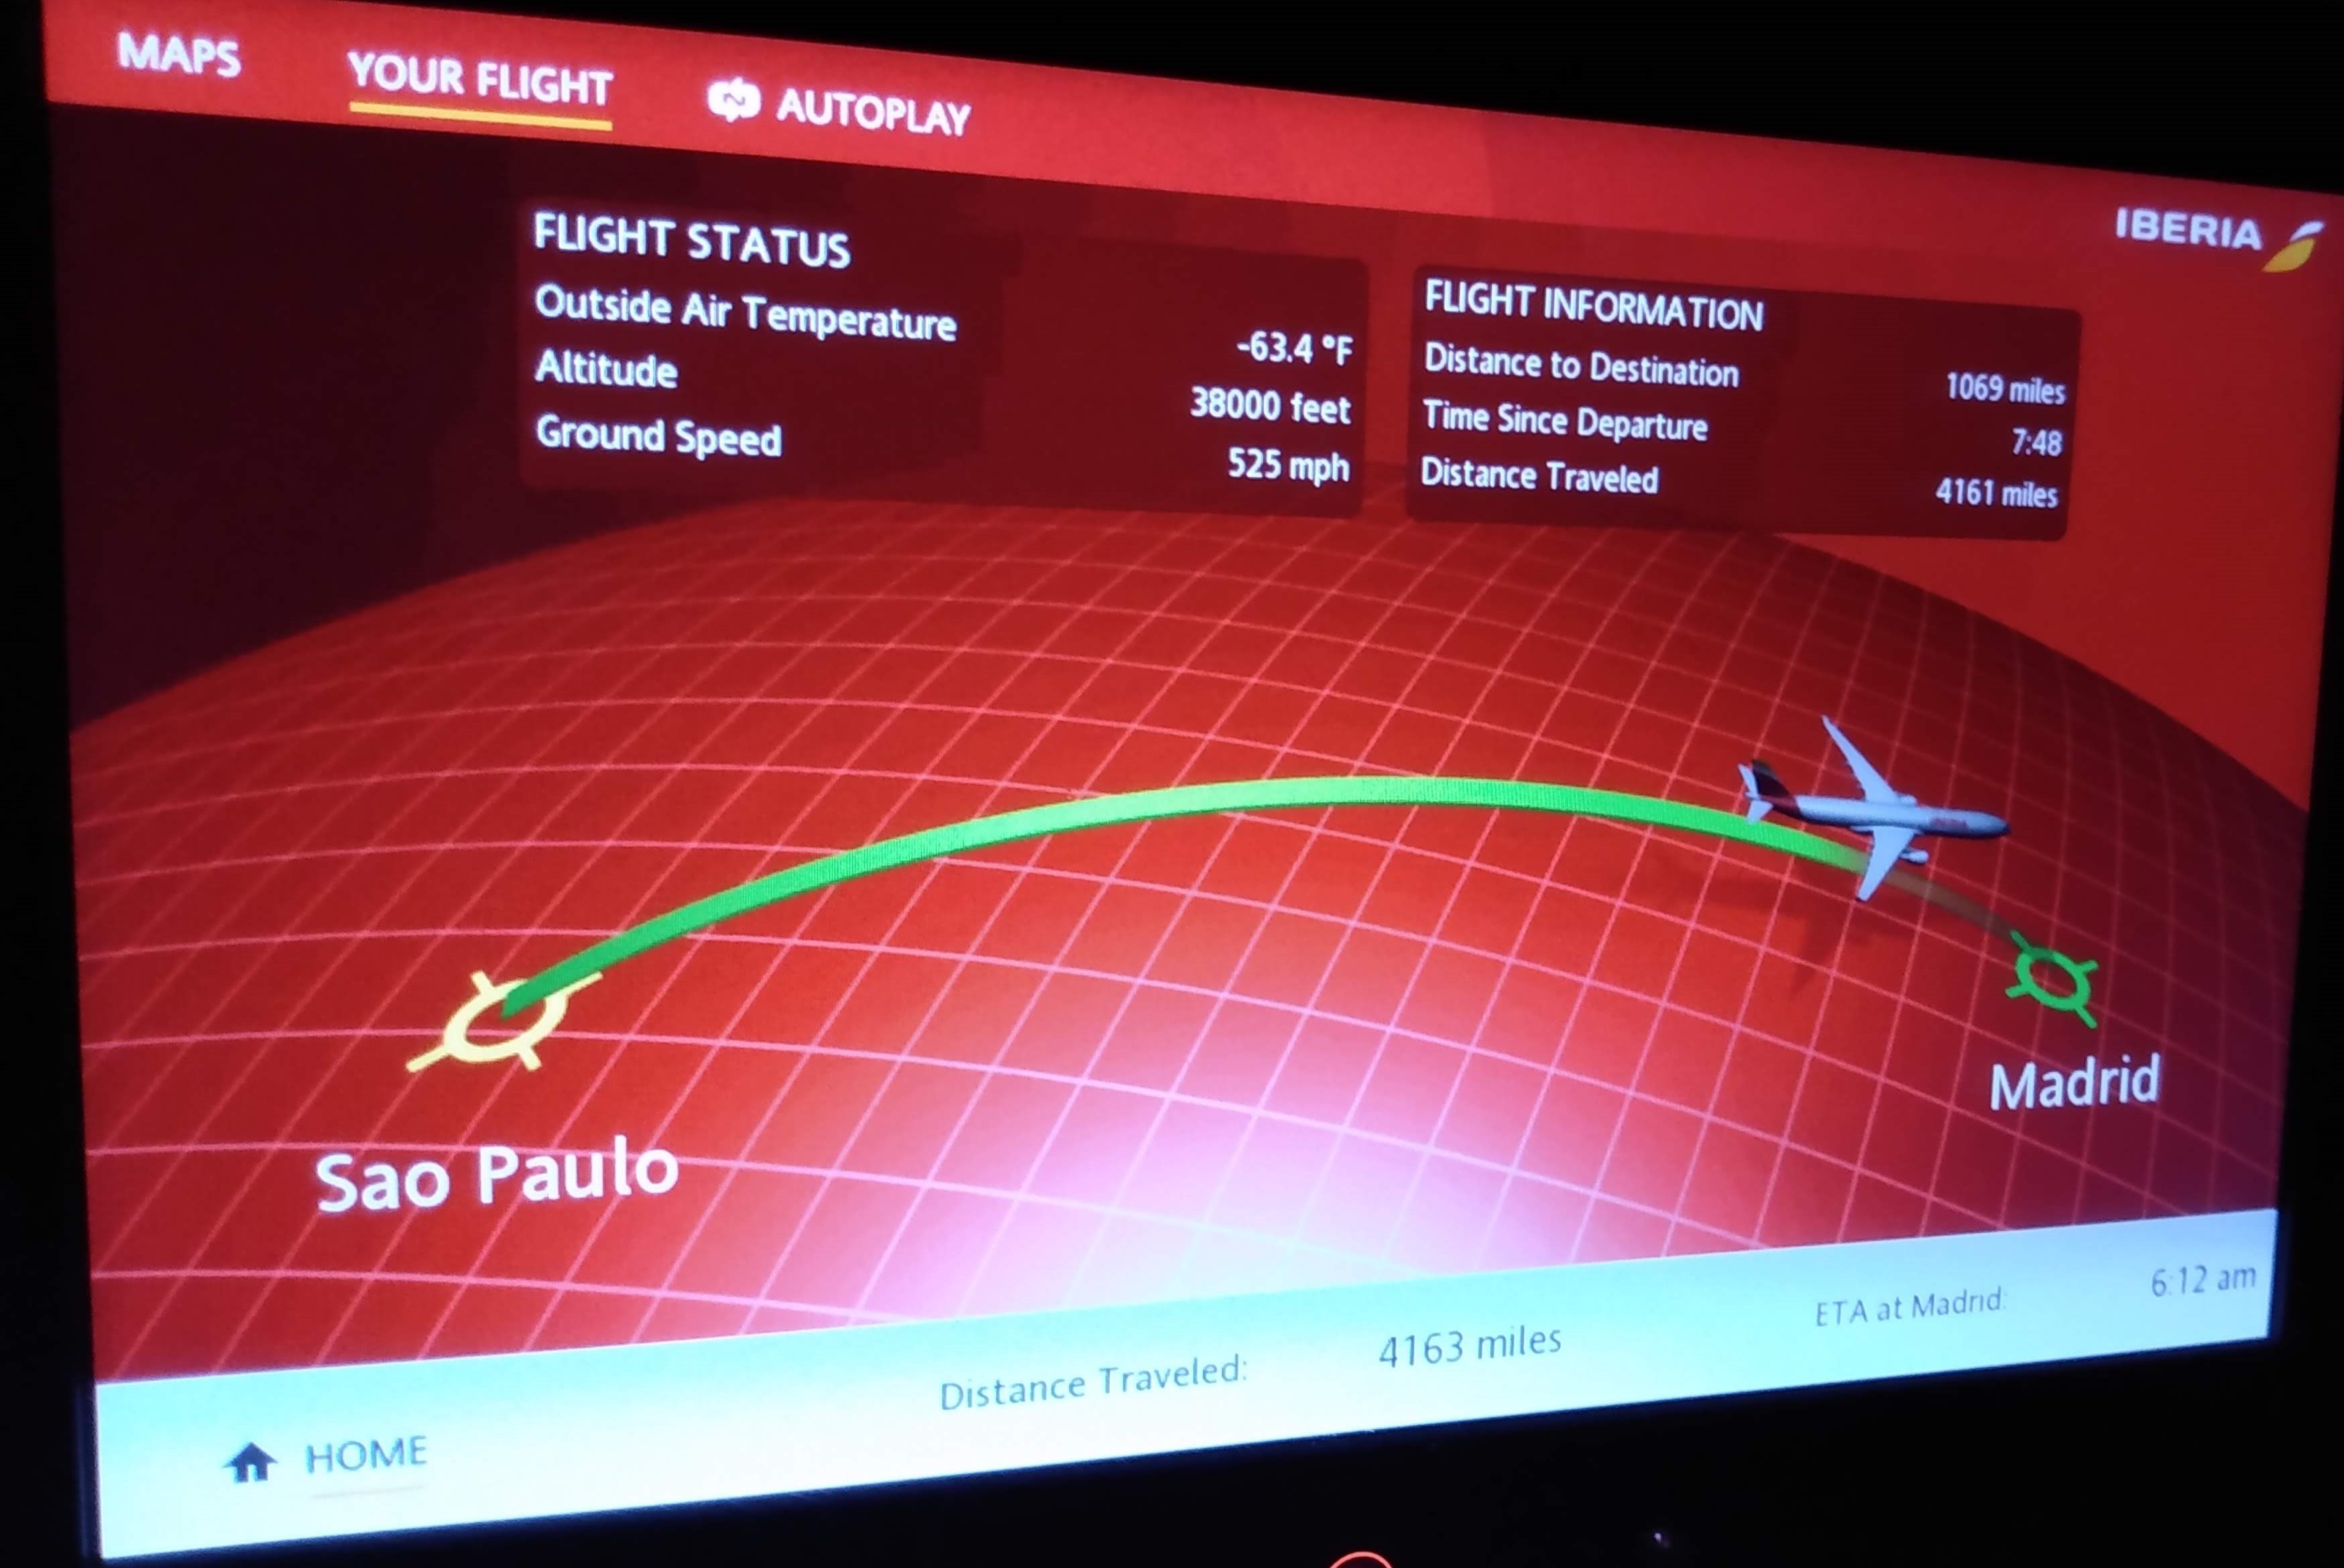 MAPS YOUR FLIGHT AUTOPLAY
IBERIA
FLIGHT STATUS
Outside Air Temperature -63.4 °F
Altitude 38000 feet
Ground Speed 525 mph
FLIGHT INFORMATION
Distance to Destination 1069 miles
Time Since Departure 7:48
Distance Traveled 4161 miles
Sao Paulo
Madrid
HOME Distance Traveled: 4163 miles ETA at Madrid: 6:12 am